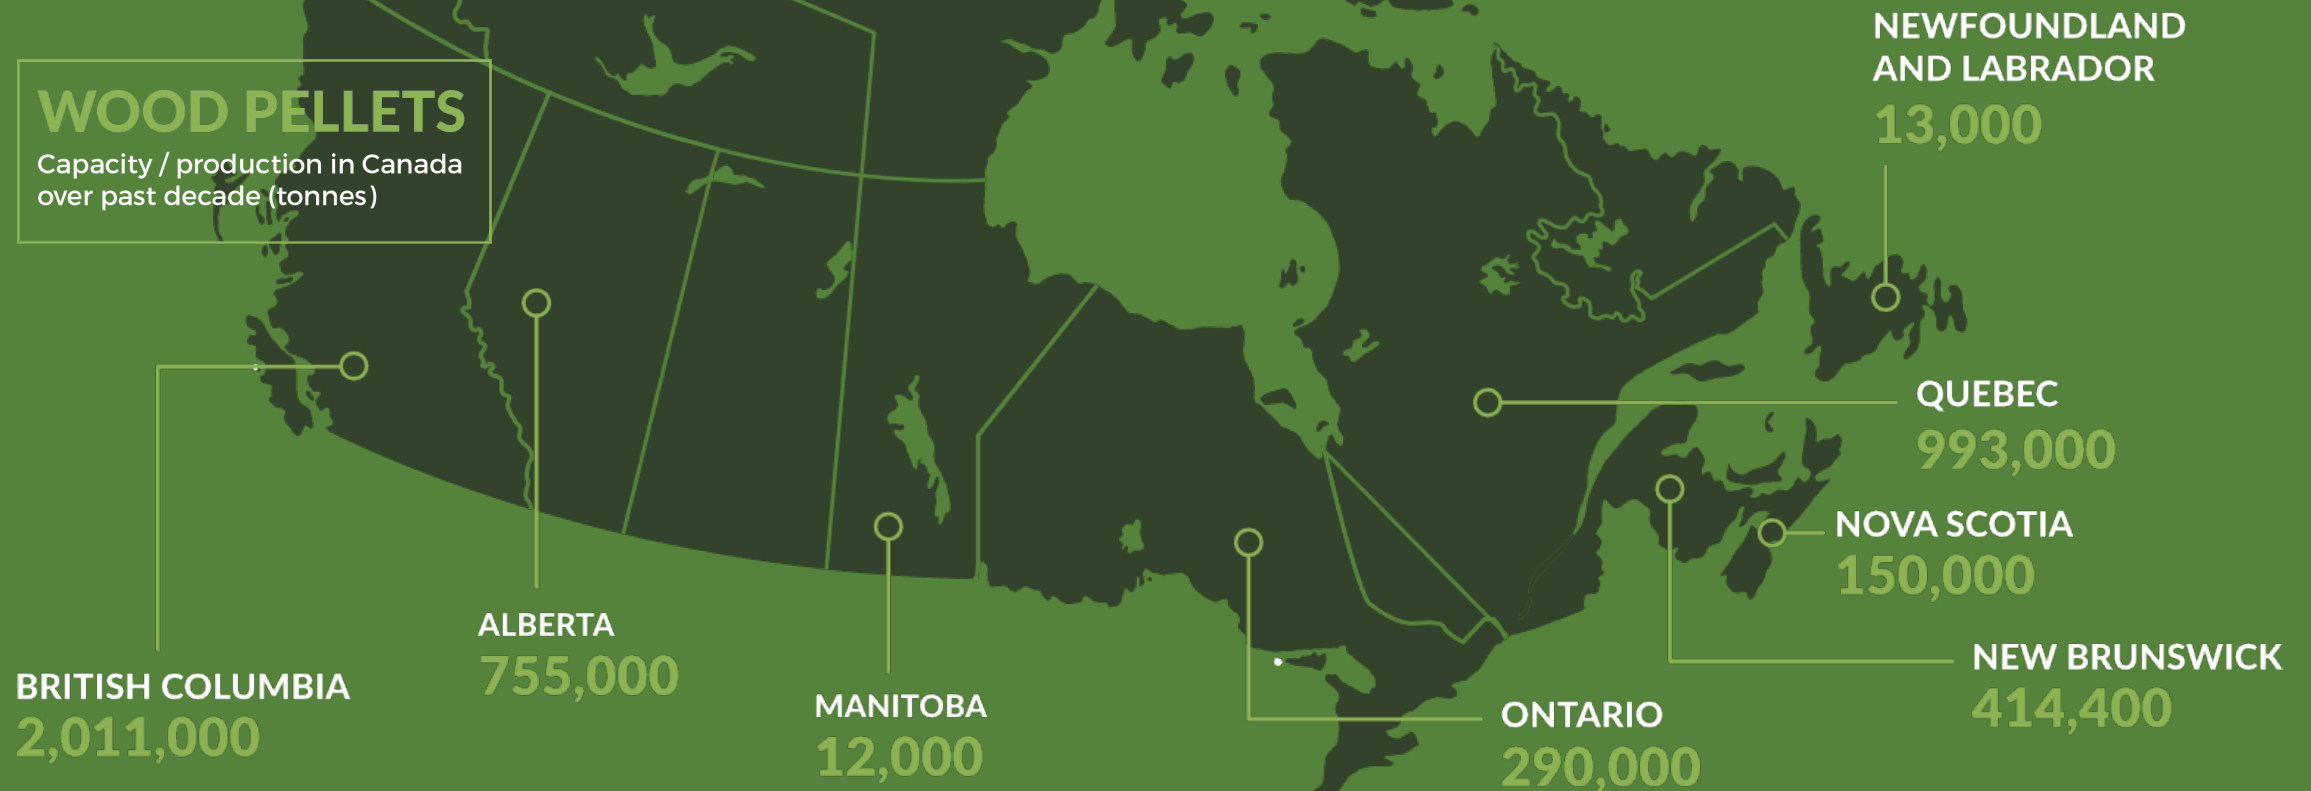 WOOD PELLETS
Capacity / production in Canada
over past decade (tonnes)
NEWFOUNDLAND
AND LABRADOR
13,000
QUEBEC
993,000
NOVA SCOTIA
150,000
NEW BRUNSWICK
414,400
ONTARIO
290,000
MANITOBA
12,000
ALBERTA
755,000
BRITISH COLUMBIA
2,011,000